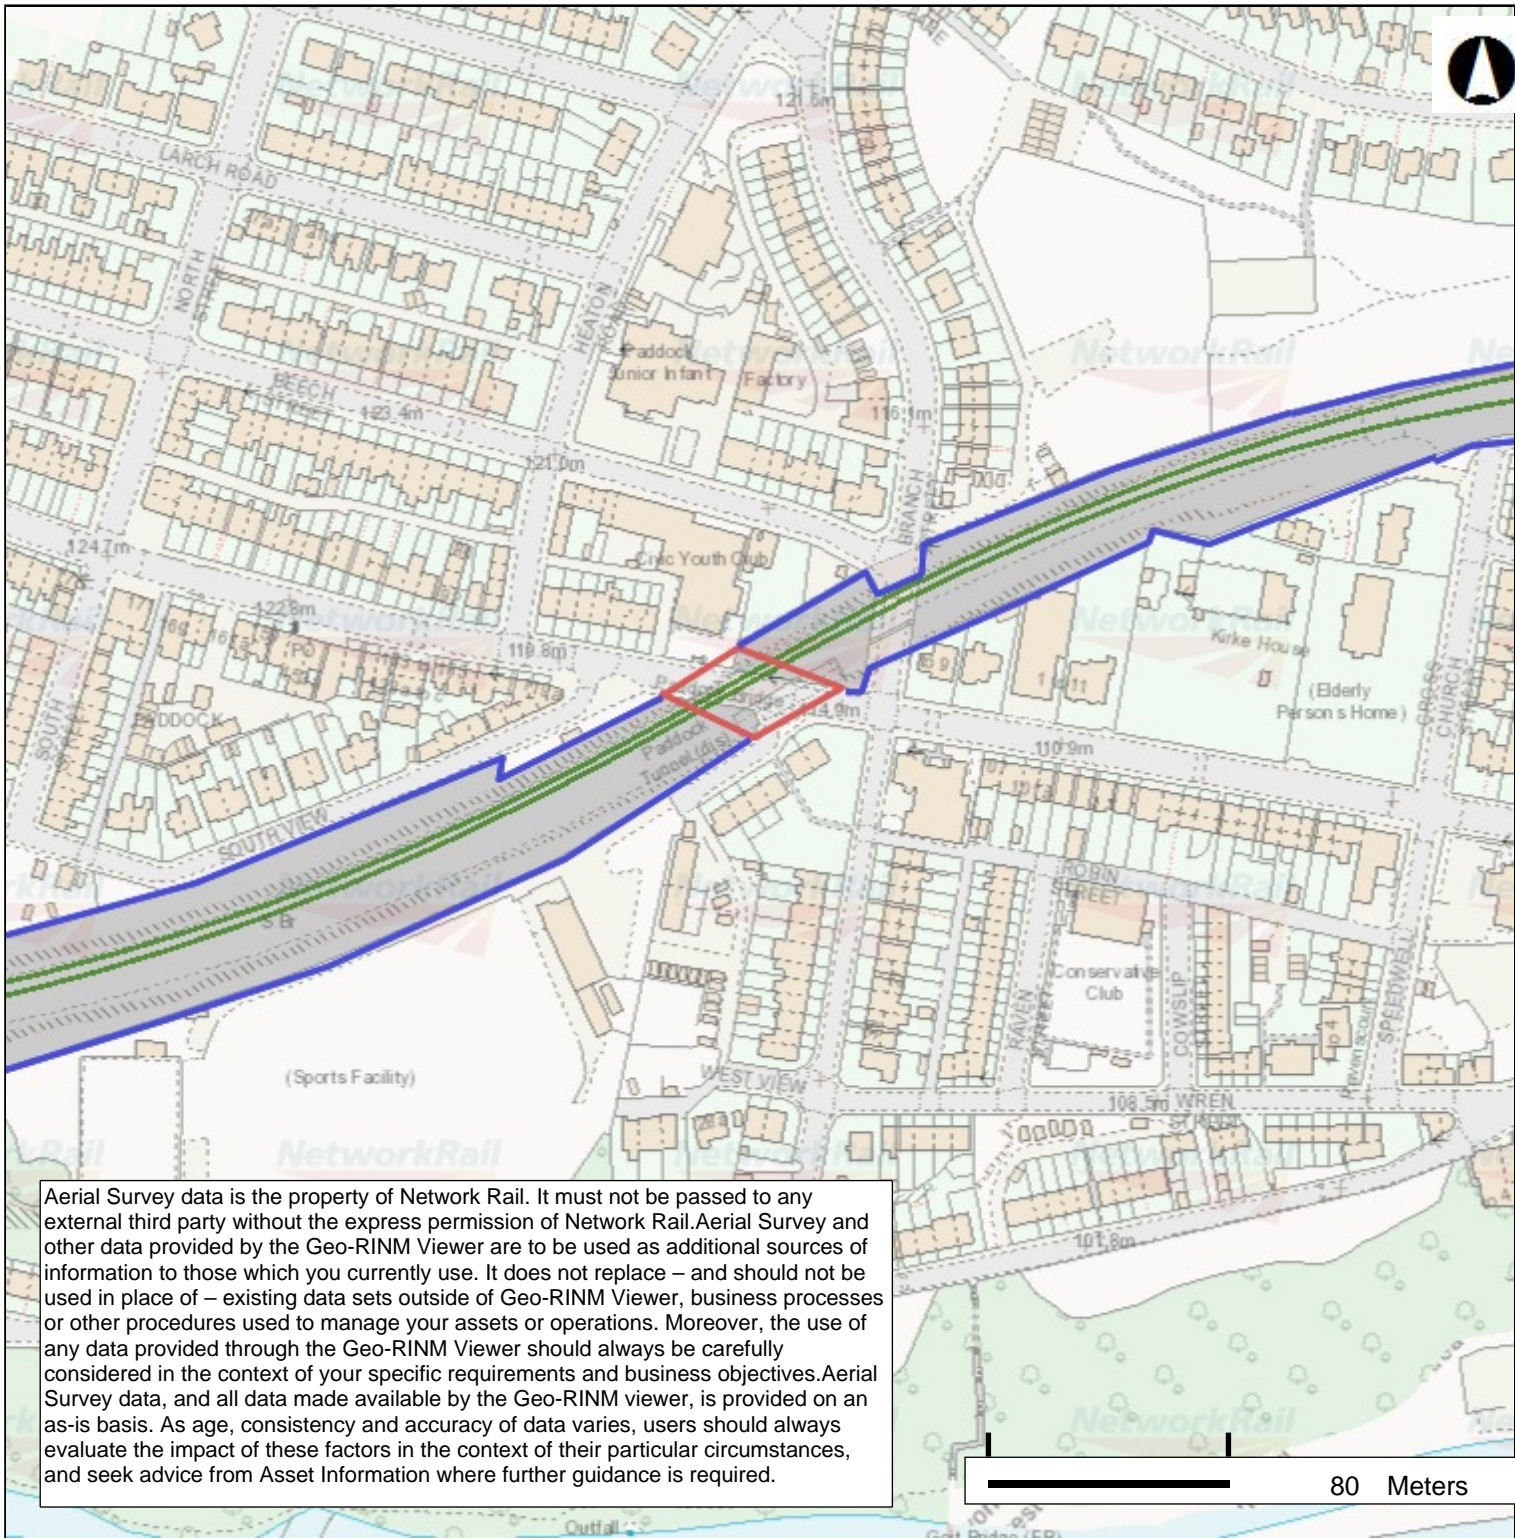 121.6m
LARCH ROAD
NORTH
STREET
HEATON
ROAD
Paddock
Junior Infant
Factory
BEECH
STREET
123.4m
116.1m
121.0m
BRANCH
STREET
124.7m
Civic Youth Club
122.8m
PO
119.8m
Kirke House
(Elderly
Person s Home)
CROSS
CHURCH
STREET
PADDOCK
SOUTH
Paddock Bridge
114.9m
Paddock
Tunnel (dis)
110.9m
SOUTH VIEW
S Br
ROBIN
STREET
Conservative
Club
RAVEN
STREET
COWSLIP
STREET
SPEEDWELL
(Sports Facility)
WEST VIEW
108.5m WREN
STREET
101.8m
NetworkRail
Aerial Survey data is the property of Network Rail. It must not be passed to any
external third party without the express permission of Network Rail.Aerial Survey and
other data provided by the Geo-RINM Viewer are to be used as additional sources of
information to those which you currently use. It does not replace – and should not be
used in place of – existing data sets outside of Geo-RINM Viewer, business processes
or other procedures used to manage your assets or operations. Moreover, the use of
any data provided through the Geo-RINM Viewer should always be carefully
considered in the context of your specific requirements and business objectives.Aerial
Survey data, and all data made available by the Geo-RINM viewer, is provided on an
as-is basis. As age, consistency and accuracy of data varies, users should always
evaluate the impact of these factors in the context of their particular circumstances,
and seek advice from Asset Information where further guidance is required.
80 Meters
Outfall